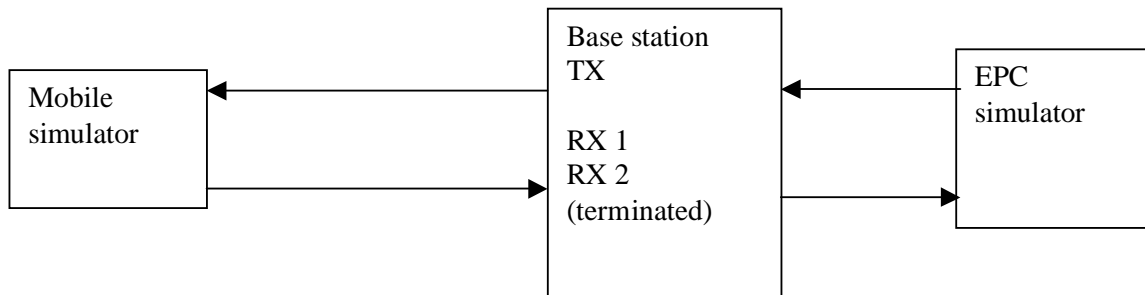 Mobile
simulator
Base station
TX
RX 1
RX 2
(terminated)
EPC
simulator